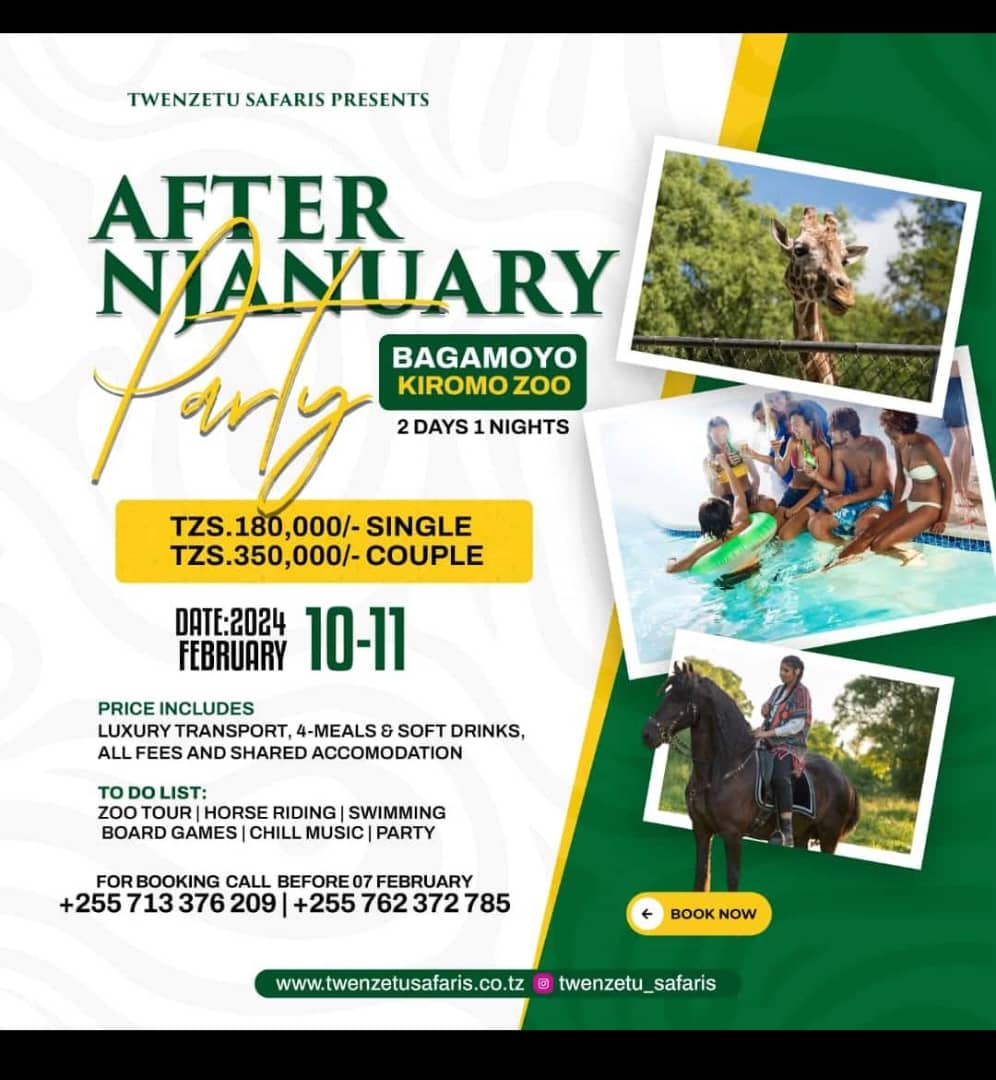 TWENZETU SAFARIS PRESENTS
AFTER
NJANUARY
Party
BAGAMOYO
KIROMO ZOO
2 DAYS 1 NIGHTS
TZS.180,000/- SINGLE
TZS.350,000/- COUPLE
DATE:2024
FEBRUARY
10-11
PRICE INCLUDES
LUXURY TRANSPORT, 4-MEALS & SOFT DRINKS,
ALL FEES AND SHARED ACCOMODATION
TO DO LIST:
ZOO TOUR | HORSE RIDING | SWIMMING
BOARD GAMES | CHILL MUSIC | PARTY
FOR BOOKING CALL BEFORE 07 FEBRUARY
+255 713 376 209 | +255 762 372 785
BOOK NOW
www.twenzetusafaris.co.tz twenzetu_safaris